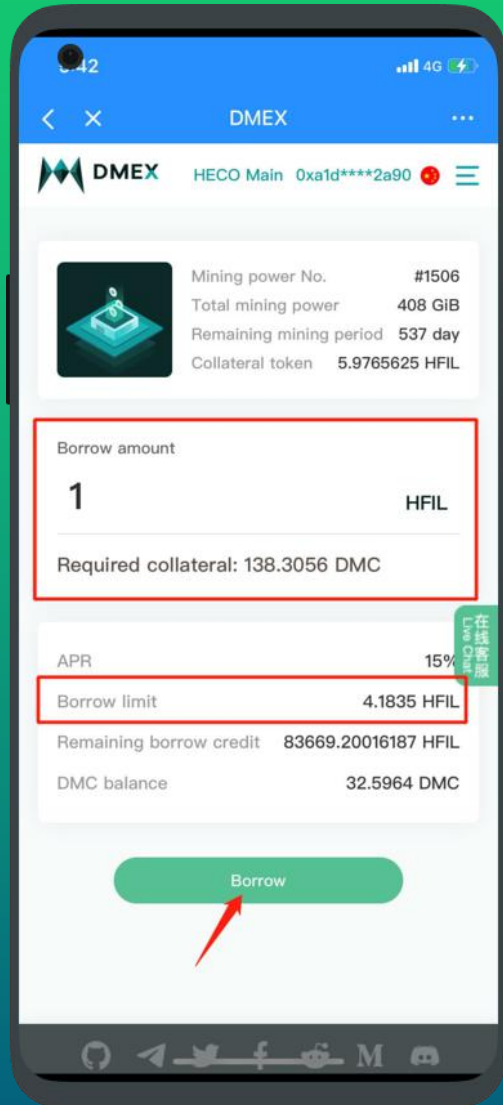 42
4G
DMEX
DMEX HECO Main 0xa1d****2a90
Mining power No. #1506
Total mining power 408 GiB
Remaining mining period 537 day
Collateral token 5.9765625 HFIL
Borrow amount
1 HFIL
Required collateral: 138.3056 DMC
在线客服
Live Chat
APR 15%
Borrow limit 4.1835 HFIL
Remaining borrow credit 83669.20016187 HFIL
DMC balance 32.5964 DMC
Borrow